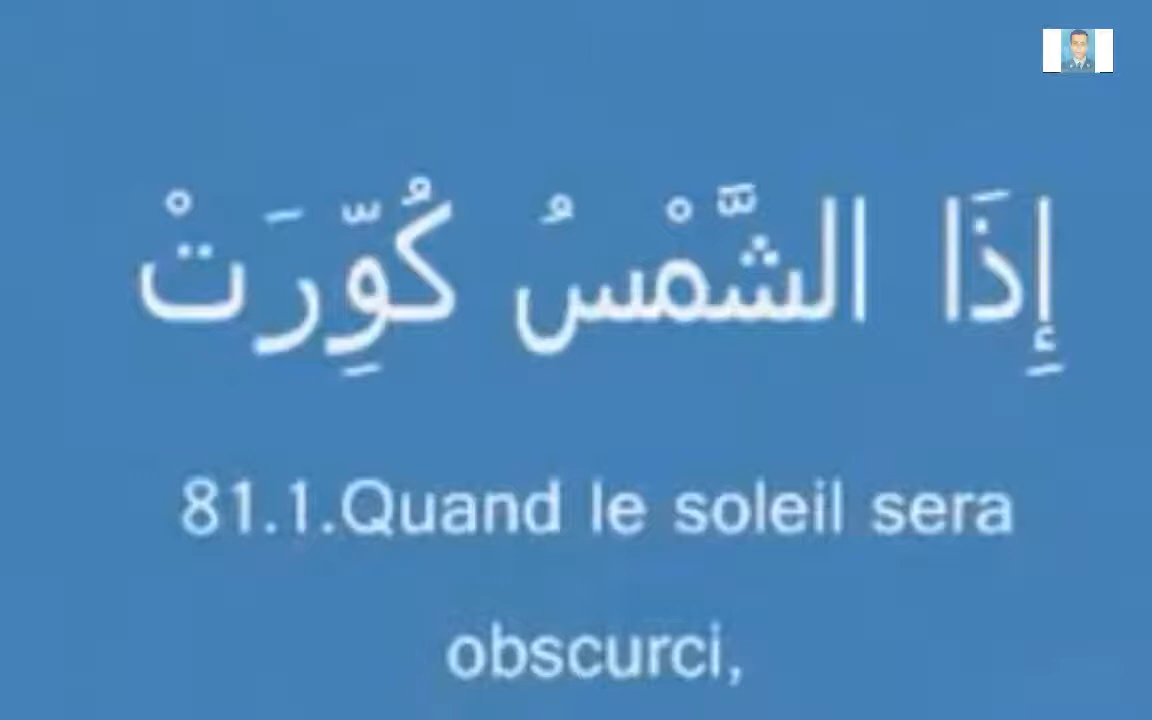 إِذَا الشَّمْسُ كُوِّرَتْ
81.1.Quand le soleil sera
obscurci,